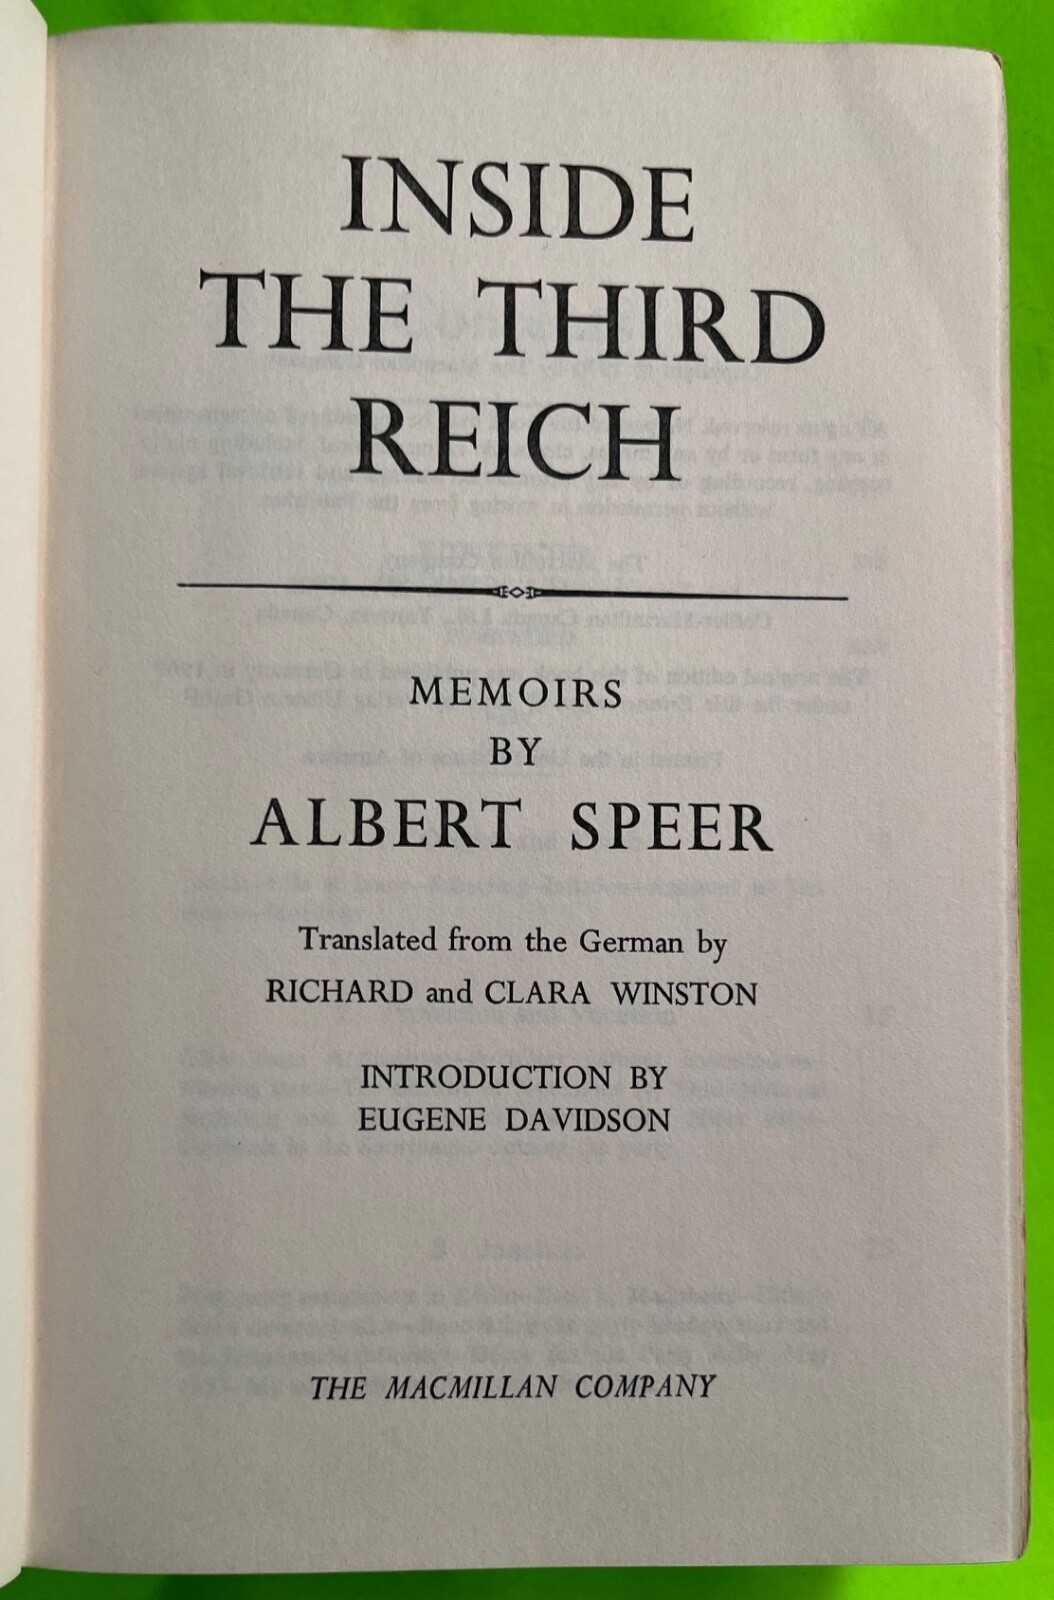 INSIDE
THE THIRD
REICH
MEMOIRS
BY
ALBERT SPEER
Translated from the German by
RICHARD and CLARA WINSTON
INTRODUCTION BY
EUGENE DAVIDSON
THE MACMILLAN COMPANY